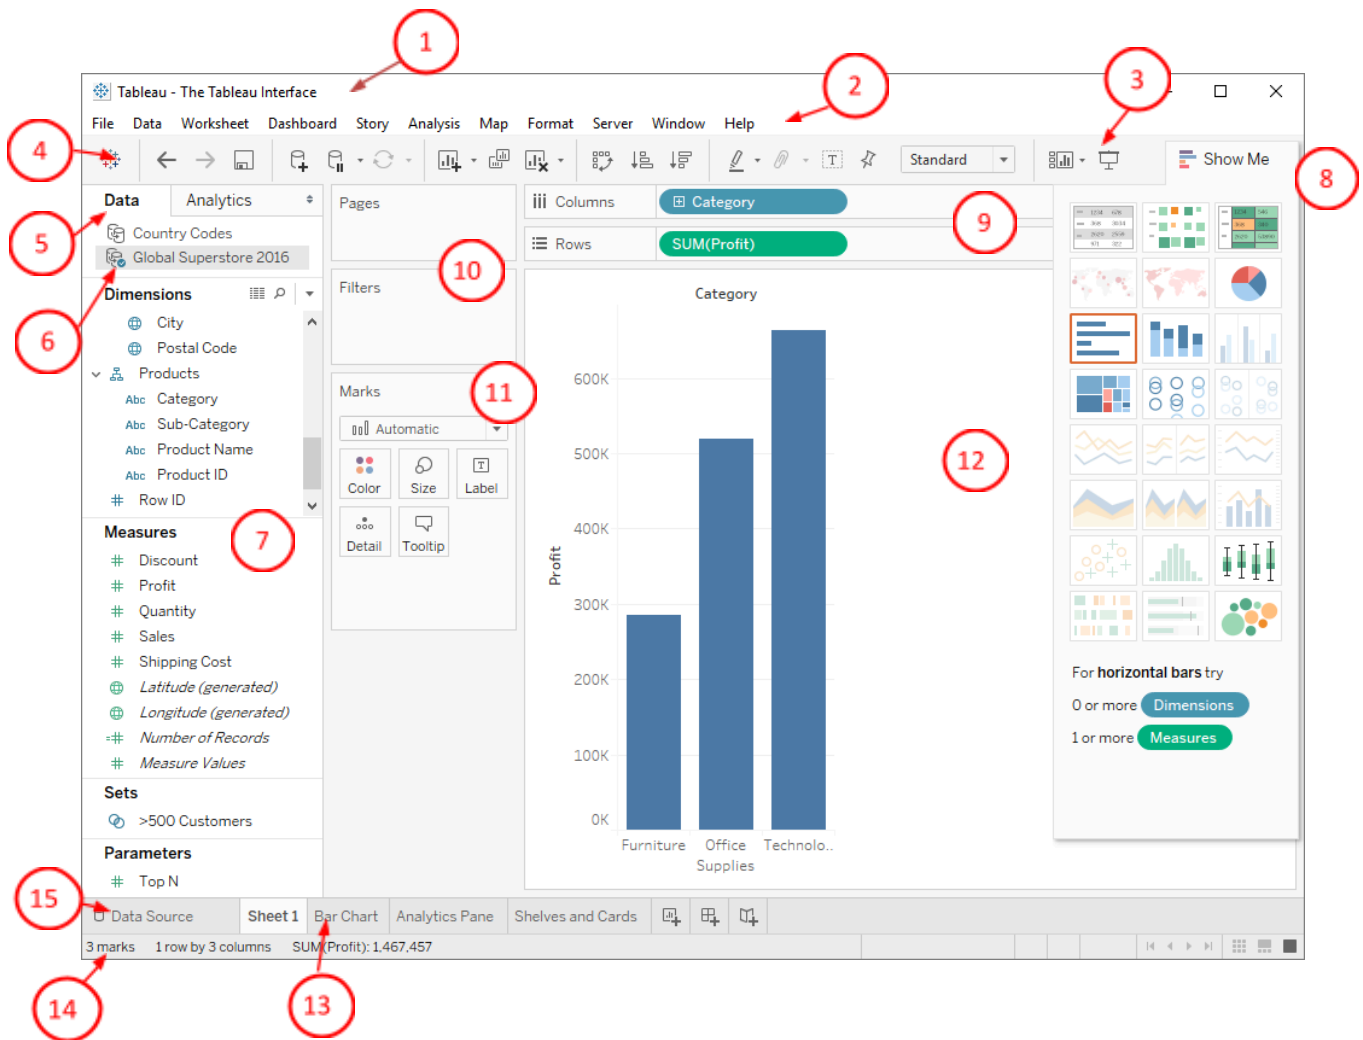 1
2
3
Tableau - The Tableau Interface
File Data Worksheet Dashboard Story Analysis Map Format Server Window Help
4
Standard
Show Me
8
Data Analytics
Pages
Columns Category
9
5
Country Codes
Rows SUM(Profit)
Global Superstore 2016
10
Dimensions
Filters
Category
6
City
Postal Code
Products
Marks
11
600K
Abc Category
Automatic
Abc Sub-Category
Abc Product Name
500K
12
Abc Product ID
Color Size Label
Row ID
Measures
7
400K
Detail Tooltip
Discount
Profit
Profit
Quantity
300K
Sales
Shipping Cost
For horizontal bars try
Latitude (generated)
200K
0 or more Dimensions
Longitude (generated)
Number of Records
1 or more Measures
Measure Values
100K
Sets
>500 Customers
0K
Parameters
Furniture Office Technolo..
Supplies
Top N
15
Data Source Sheet 1 Bar Chart Analytics Pane Shelves and Cards
3 marks 1 row by 3 columns SUM(Profit): 1,467,457
14
13